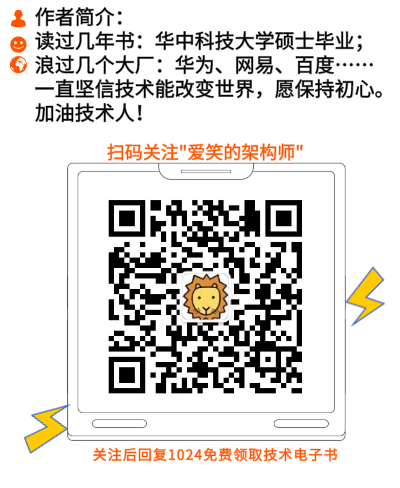 作者简介：
读过几年书：华中科技大学硕士毕业；
浪过几个大厂：华为、网易、百度……
一直坚信技术能改变世界，愿保持初心。
加油技术人！
扫码关注"爱笑的架构师"
关注后回复1024免费领取技术电子书